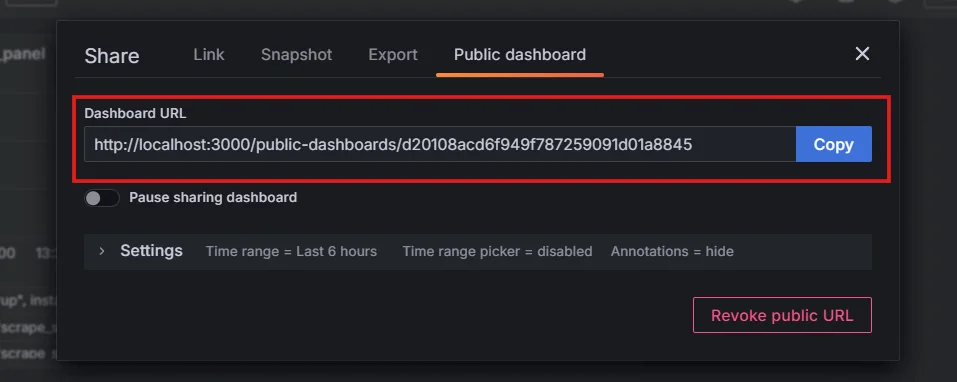 _panel
Share Link Snapshot Export Public dashboard
Dashboard URL
http://localhost:3000/public-dashboards/d20108acd6f949f787259091d01a8845 Copy
Pause sharing dashboard
Settings Time range = Last 6 hours Time range picker = disabled Annotations = hide
Revoke public URL